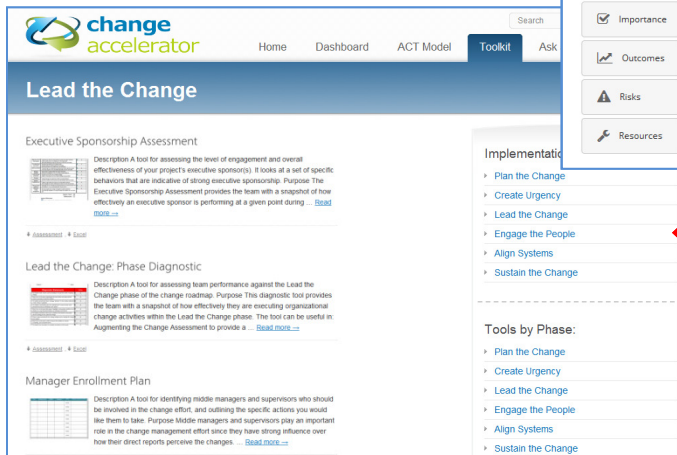 change
accelerator
Search
Home Dashboard ACT Model Toolkit Ask
Importance
Outcomes
Risks
Resources
Lead the Change
Executive Sponsorship Assessment
Description A tool for assessing the level of engagement and overall
effectiveness of your project's executive sponsor(s). It looks at a set of specific
behaviors that are indicative of strong executive sponsorship. Purpose The
Executive Sponsorship Assessment provides the team with a snapshot of how
effectively an executive sponsor is performing at a given point during ... Read
more →
Assessment Excel
Lead the Change: Phase Diagnostic
Description A tool for assessing team performance against the Lead the
Change phase of the change roadmap. Purpose This diagnostic tool provides
the team with a snapshot of how effectively they are executing organizational
change activities within the Lead the Change phase. The tool can be useful in:
Augmenting the Change Assessment to provide a ... Read more →
Assessment Excel
Manager Enrollment Plan
Description A tool for identifying middle managers and supervisors who should
be involved in the change effort, and outlining the specific actions you would
like them to take. Purpose Middle managers and supervisors play an important
role in the change management effort since they have strong influence over
how their direct reports perceive the changes. ... Read more →
Implementatio
Plan the Change
Create Urgency
Lead the Change
Engage the People
Align Systems
Sustain the Change
Tools by Phase:
Plan the Change
Create Urgency
Lead the Change
Engage the People
Align Systems
Sustain the Change